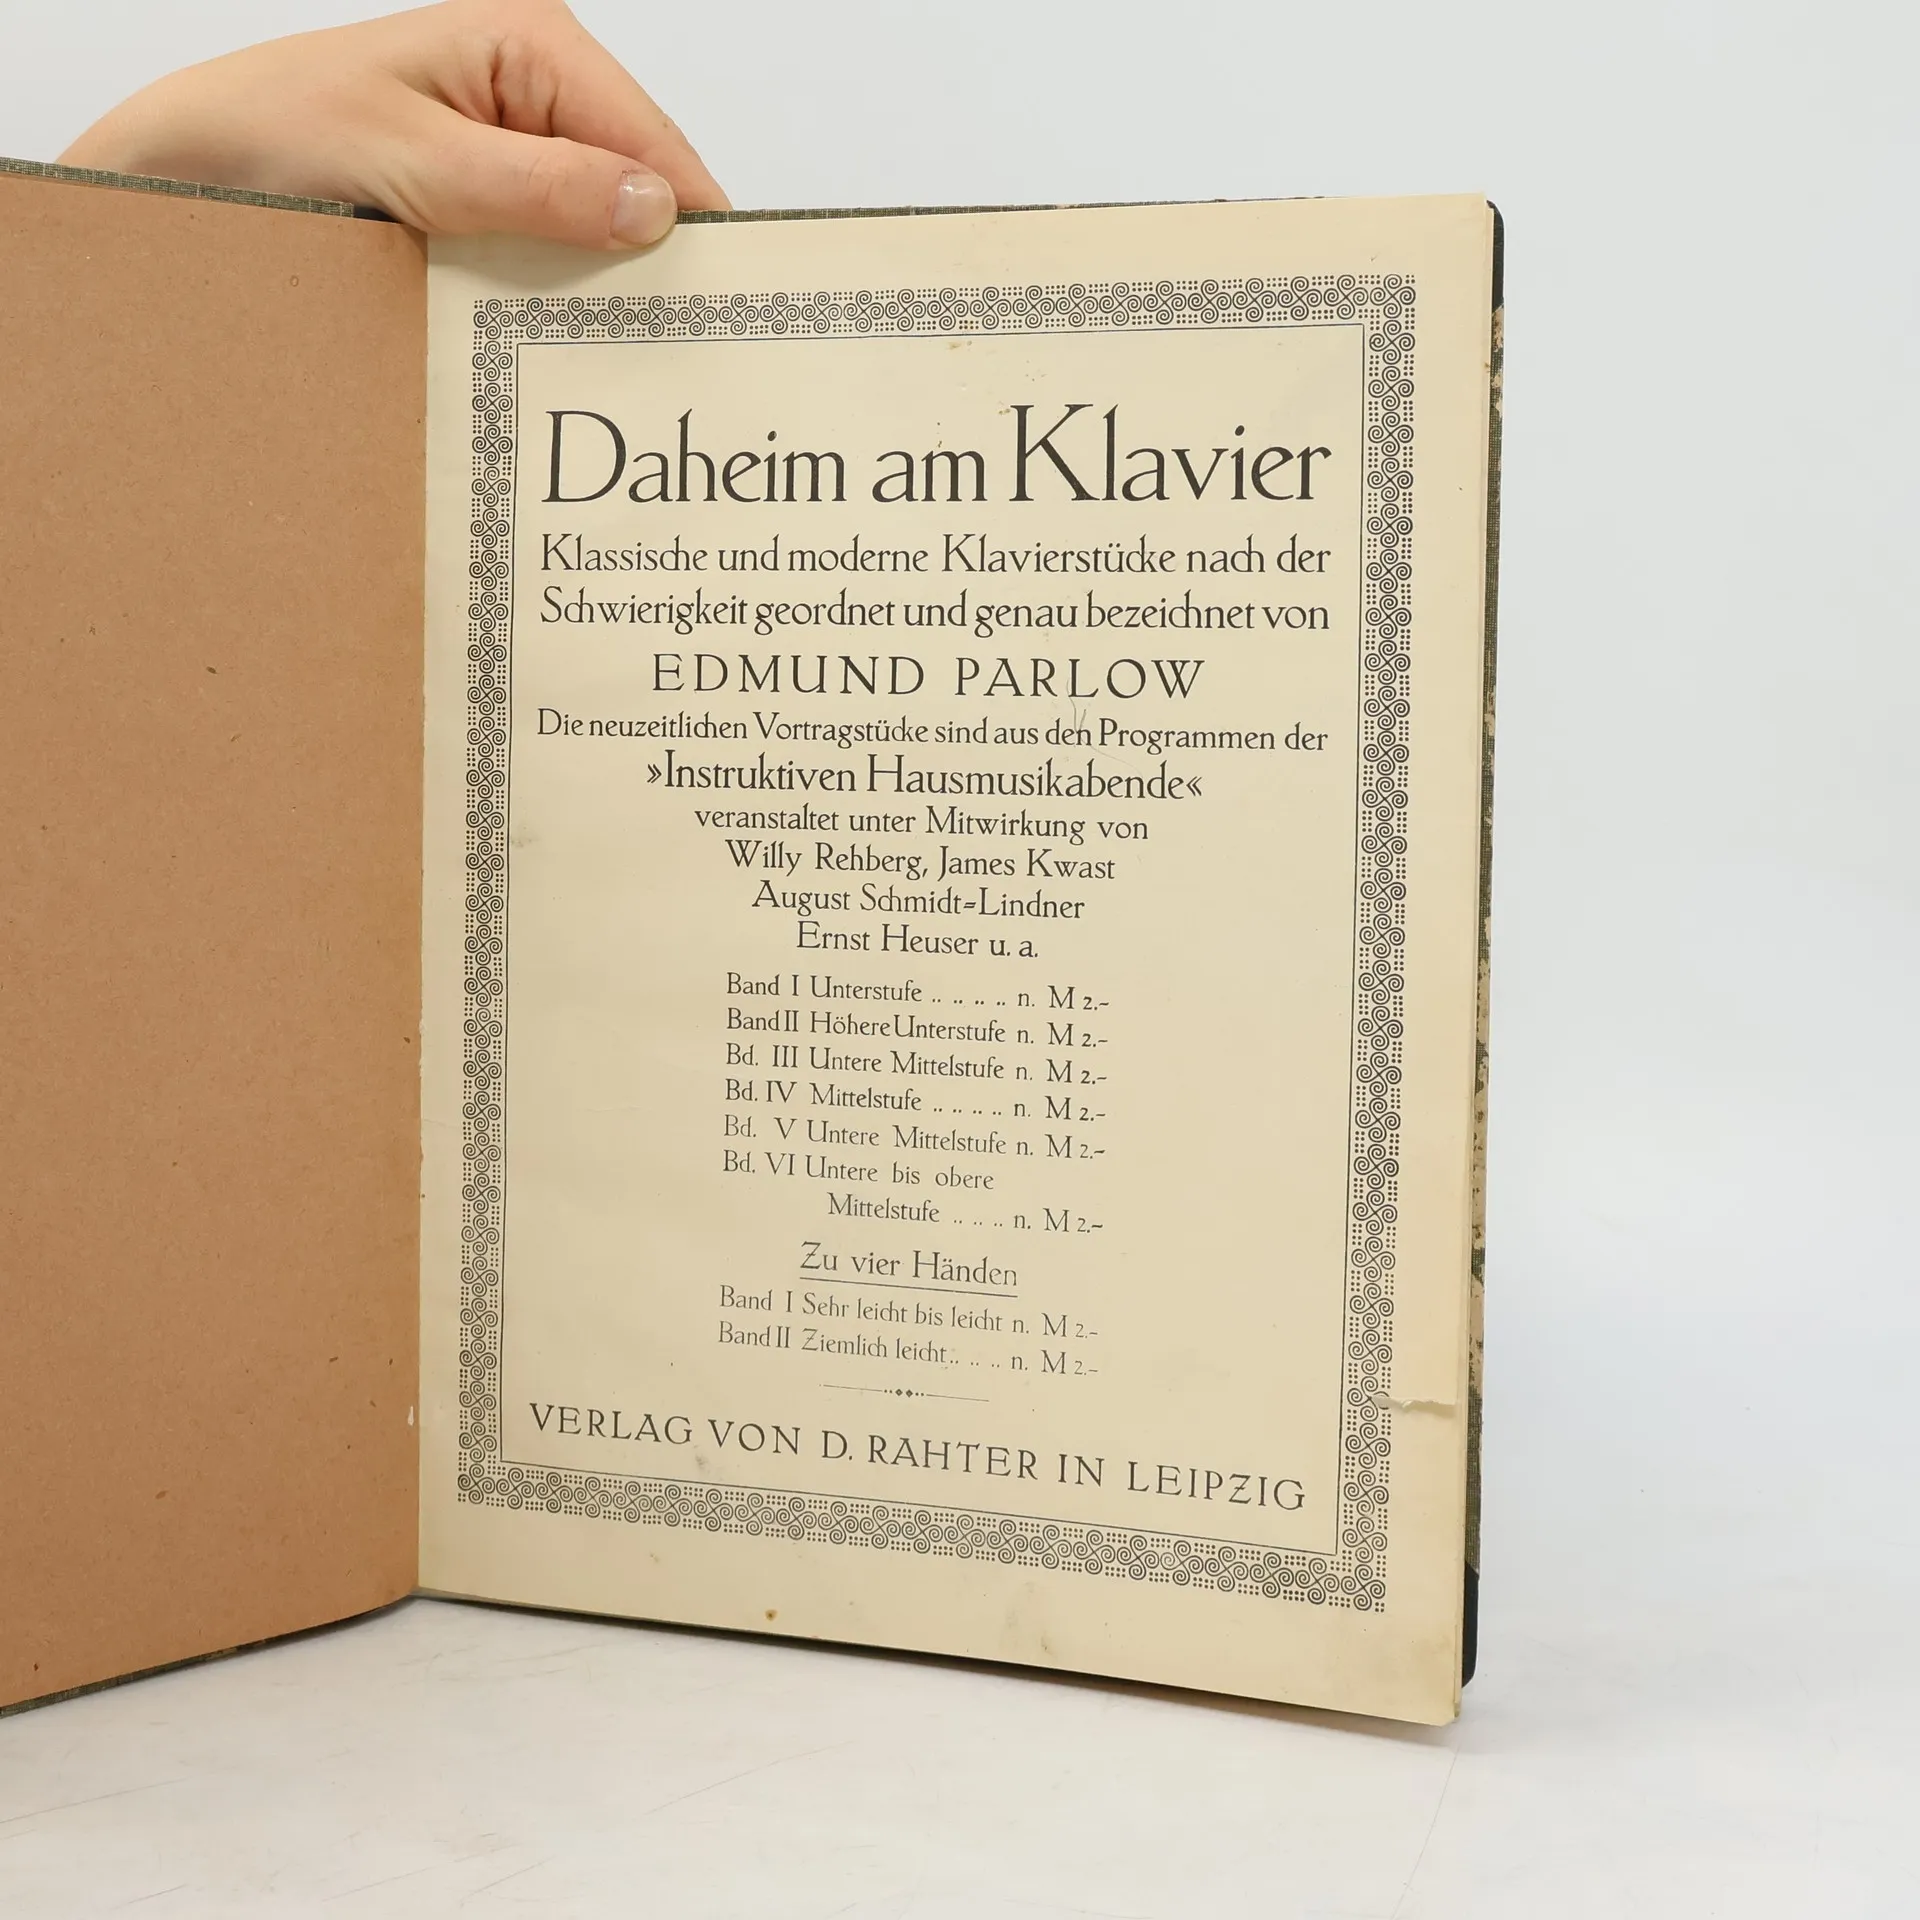 Daheim am Klavier
Klassische und moderne Klavierstücke nach der
Schwierigkeit geordnet und genau bezeichnet von
EDMUND PARLOW
Die neuzeitlichen Vortragstücke sind aus den Programmen der
»Instruktiven Hausmusikabende«
veranstaltet unter Mitwirkung von
Willy Rehberg, James Kwast
August Schmidt=Lindner
Ernst Heuser u. a.
Band I Unterstufe .. .. .. .. n. M 2.-
Band II Höhere Unterstufe n. M 2.-
Bd. III Untere Mittelstufe n. M 2.-
Bd. IV Mittelstufe .. .. .. .. n. M 2.-
Bd. V Untere Mittelstufe n. M 2.-
Bd. VI Untere bis obere
Mittelstufe .. .. .. n. M 2.-
Zu vier Händen
Band I Sehr leicht bis leicht n. M 2.-
Band II Ziemlich leicht .. .. .. n. M 2.-
VERLAG VON D. RAHTER IN LEIPZIG